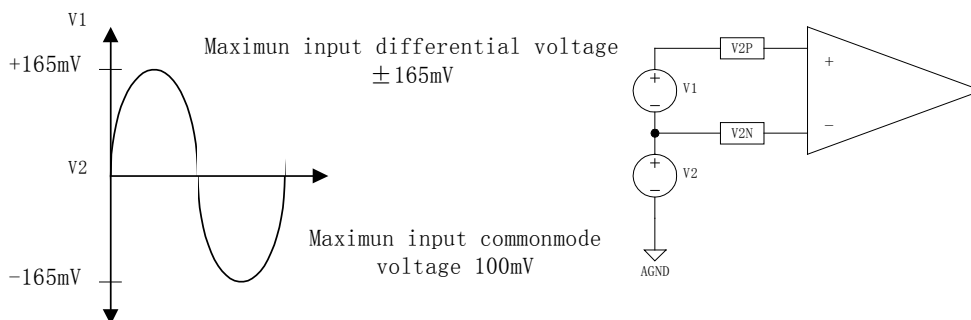 V1
+165mV
Maximun input differential voltage
±165mV
V2
Maximun input commonmode
voltage 100mV
-165mV
V2P
+
+
V1
-
V2N
-
+
V2
-
AGND